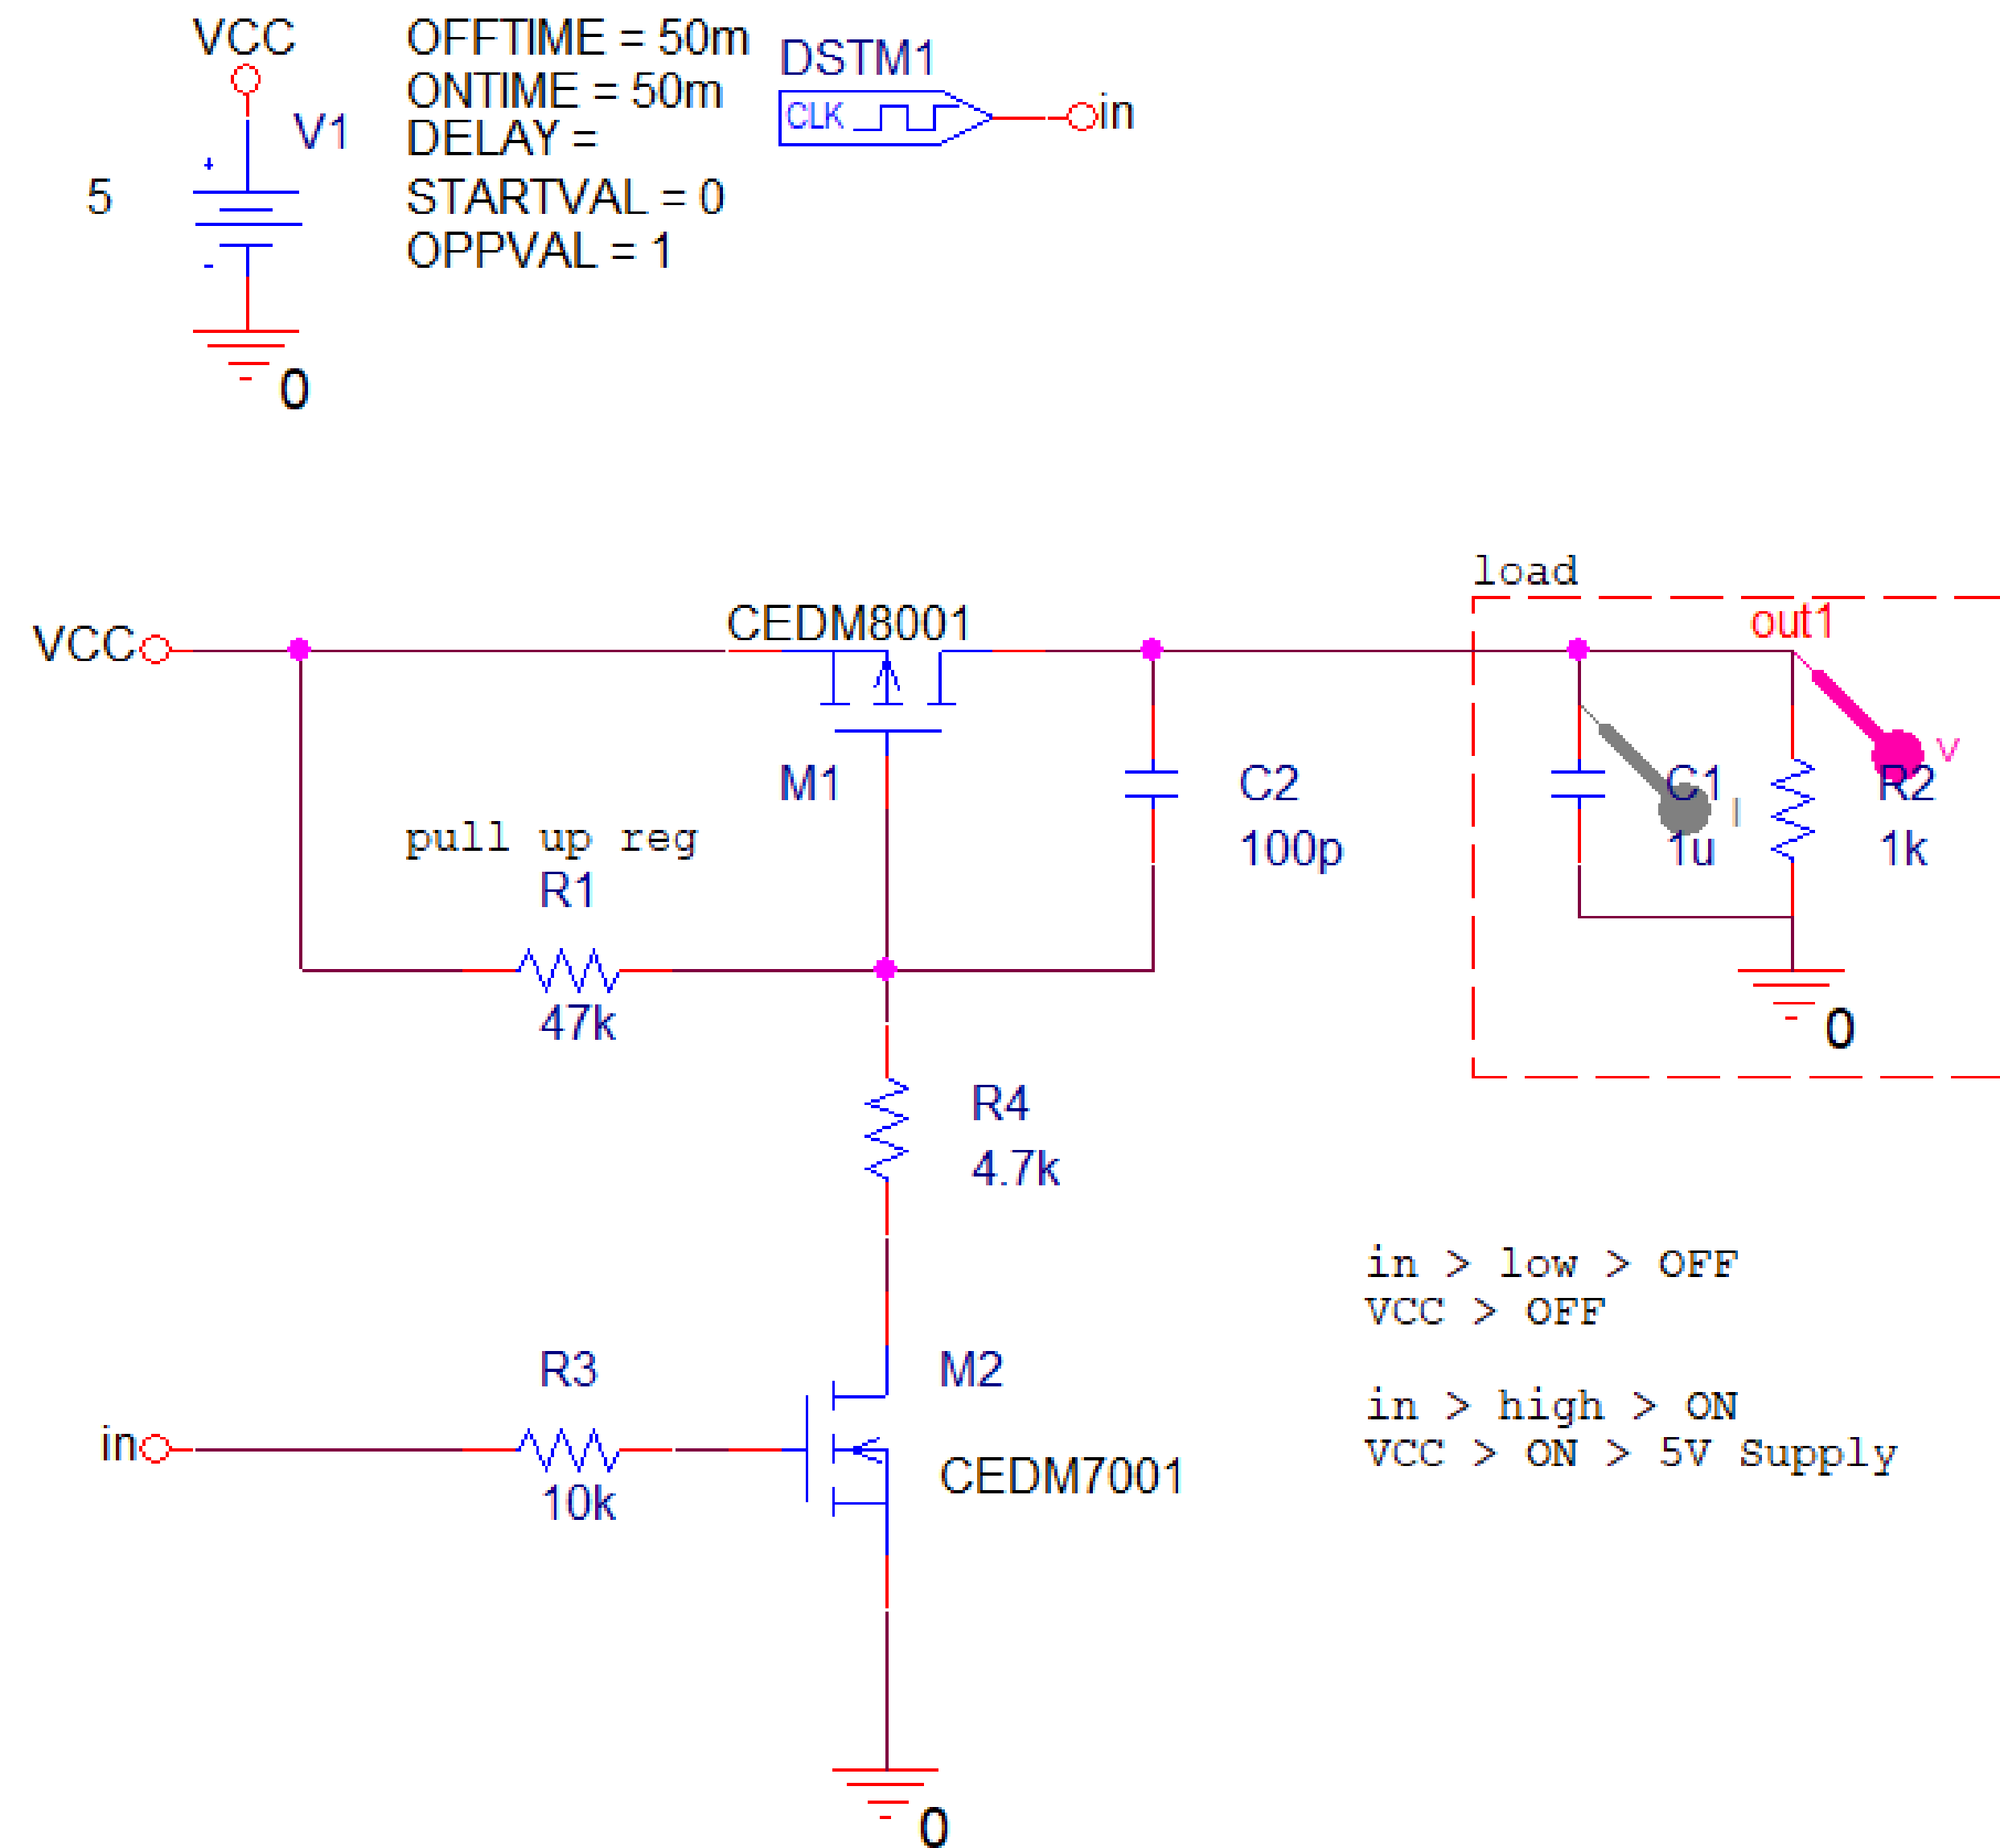 VCC
V1
5
+
-
0
OFFTIME = 50m
ONTIME = 50m
DELAY =
STARTVAL = 0
OPPVAL = 1
DSTM1
CLK
in
load
out1
VCC
CEDM8001
M1
C2
100p
C1
1u
I
V
R2
1k
0
pull up reg
R1
47k
R4
4.7k
in > low > OFF
VCC > OFF
in > high > ON
VCC > ON > 5V Supply
in
R3
10k
M2
CEDM7001
0